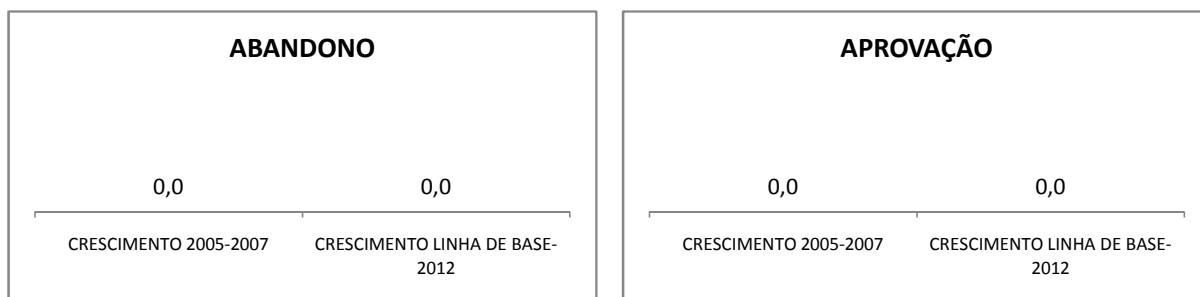 ABANDONO
0,0
0,0
CRESCIMENTO 2005-2007
CRESCIMENTO LINHA DE BASE-
2012
APROVAÇÃO
0,0
0,0
CRESCIMENTO 2005-2007
CRESCIMENTO LINHA DE BASE-
2012